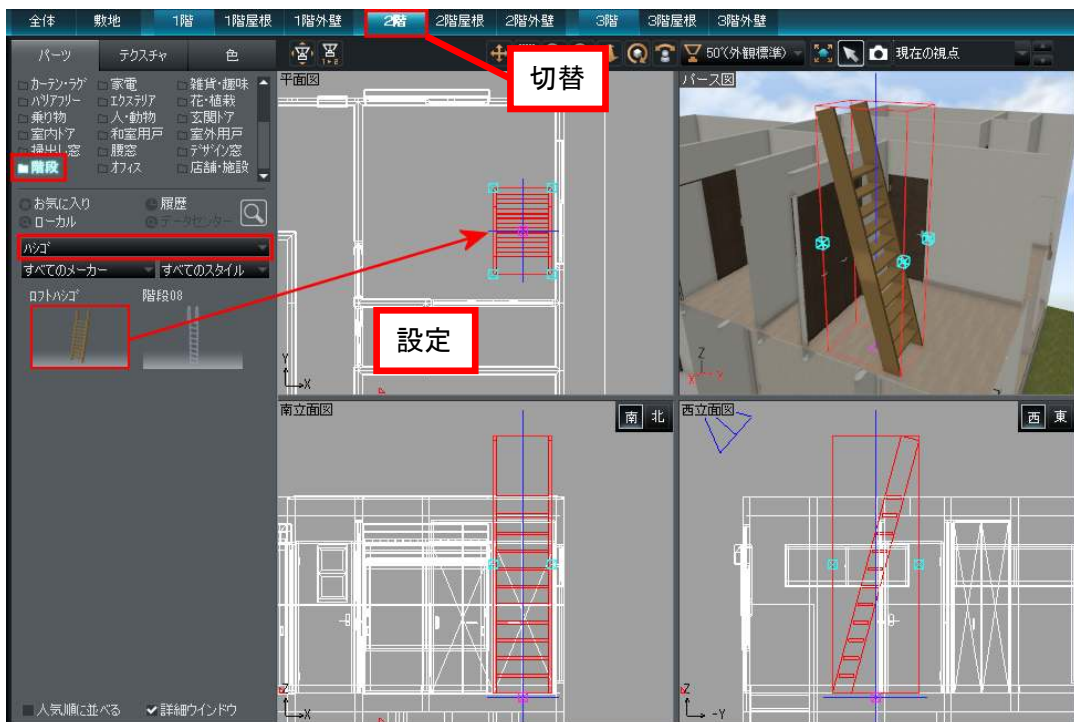 全体 敷地 1階 1階屋根 1階外壁 2階 2階屋根 2階外壁 3階 3階屋根 3階外壁
パーツ テクスチャ 色
50℃(外観標準) 現在の視点
切替
カーテン・ラグ 家電 雑貨・趣味
バリアフリー エクステリア 花・植栽
乗り物 人・動物 玄関ドア
室内ドア 和室用戸 室外用戸
掃出し窓 腰窓 デザイン窓
階段 オフィス 店舗・施設
お気に入り 履歴
ローカル データセンター
ハシゴ
すべてのメーカー すべてのスタイル
ロフトハシゴ 階段08
平面図
Y
X
設定
パース図
Z
X
南立面図
南 北
Z
X
西立面図
西 東
Z
-Y
人気順に並べる 詳細ウインドウ